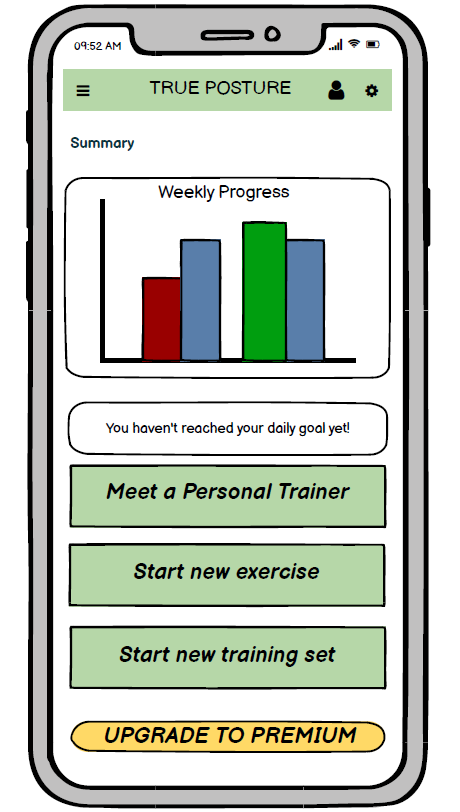 09:52 AM
TRUE POSTURE
Summary
Weekly Progress
You haven't reached your daily goal yet!
Meet a Personal Trainer
Start new exercise
Start new training set
UPGRADE TO PREMIUM